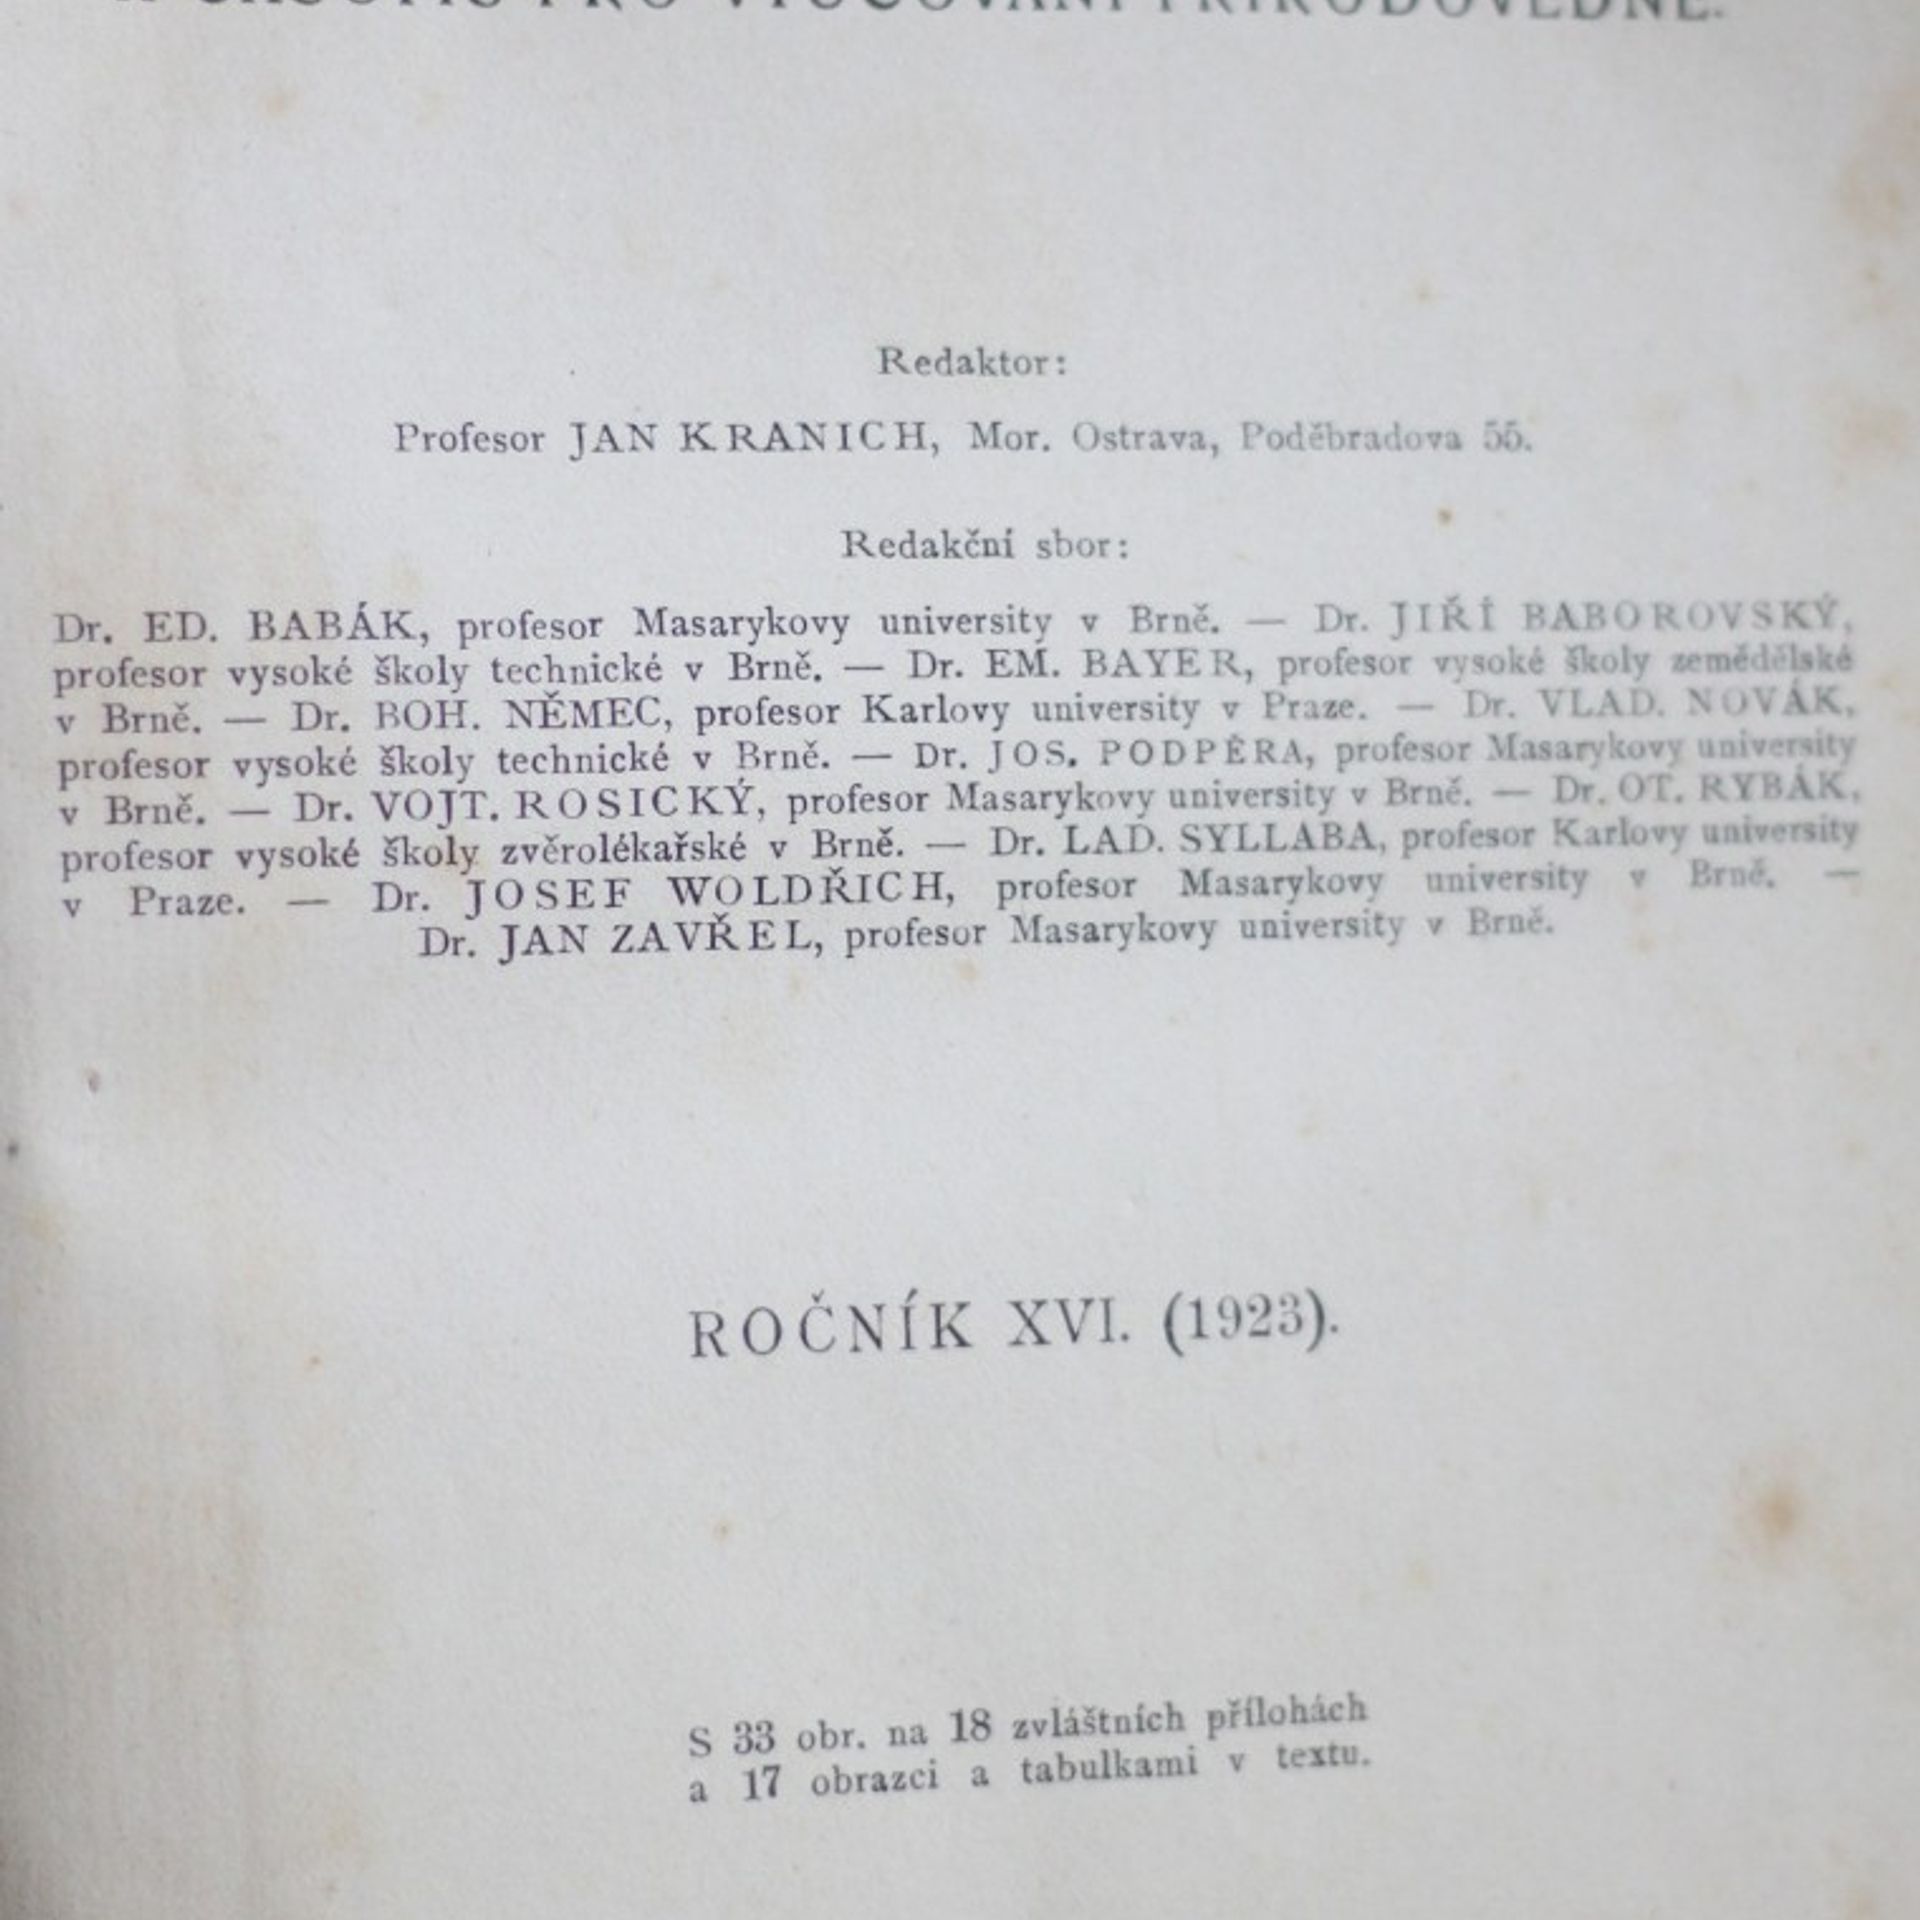 PRO VYUČOVÁNÍ PŘÍRODOVĚDNÉ.
Redaktor:
Profesor JAN KRANICH, Mor. Ostrava, Poděbradova 55.
Redakční sbor:
Dr. ED. BABÁK, profesor Masarykovy university v Brně. — Dr. JIŘÍ BABOROVSKÝ,
profesor vysoké školy technické v Brně. — Dr. EM. BAYER, profesor vysoké školy zemědělské
v Brně. — Dr. BOH. NĚMEC, profesor Karlovy university v Praze. — Dr. VLAD. NOVÁK,
profesor vysoké školy technické v Brně. — Dr. JOS. PODPĚRA, profesor Masarykovy university
v Brně. — Dr. VOJT. ROSICKÝ, profesor Masarykovy university v Brně. — Dr. OT. RYBÁK,
profesor vysoké školy zvěrolékařské v Brně. — Dr. LAD. SYLLABA, profesor Karlovy university
v Praze. — Dr. JOSEF WOLDŘICH, profesor Masarykovy university v Brně. —
Dr. JAN ZAVŘEL, profesor Masarykovy university v Brně.
ROČNÍK XVI. (1923).
S 33 obr. na 18 zvláštních přílohách
a 17 obrazci a tabulkami v textu.